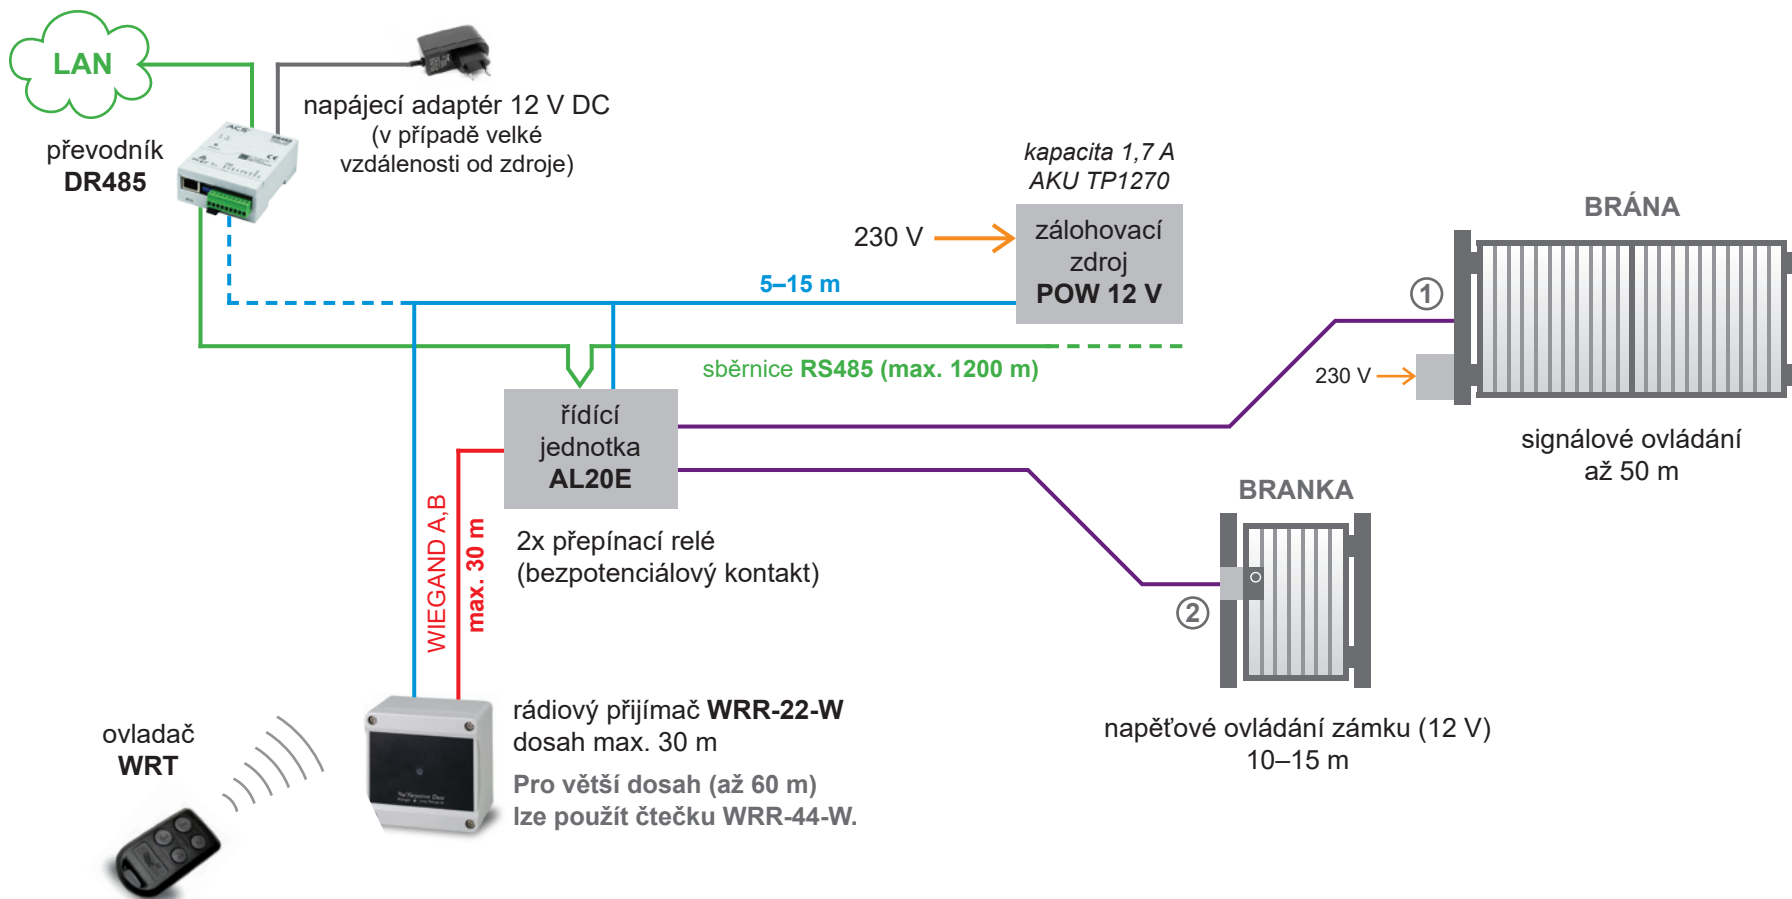 LAN
napájecí adaptér 12 V DC
(v případě velké
vzdálenosti od zdroje)
převodník
DR485
ACS
DR485
kapacita 1,7 A
AKU TP1270
230 V
zálohovací
zdroj
POW 12 V
5–15 m
sběrnice RS485 (max. 1200 m)
BRÁNA
1
230 V
signálové ovládání
až 50 m
řídící
jednotka
AL20E
2x přepínací relé
(bezpotenciálový kontakt)
WIEGAND A,B
max. 30 m
BRANKA
2
napěťové ovládání zámku (12 V)
10–15 m
rádiový přijímač WRR-22-W
dosah max. 30 m
Pro větší dosah (až 60 m)
lze použít čtečku WRR-44-W.
ovladač
WRT